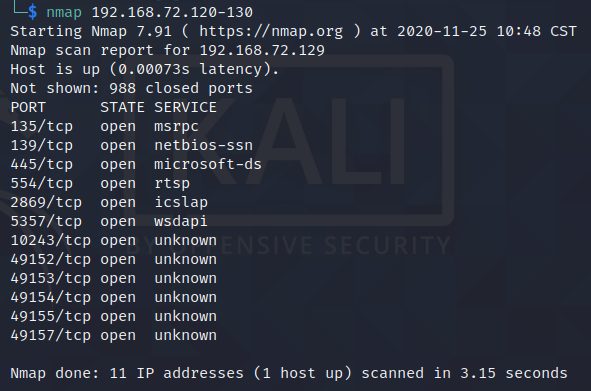 └─$ nmap 192.168.72.120-130
Starting Nmap 7.91 ( https://nmap.org ) at 2020-11-25 10:48 CST
Nmap scan report for 192.168.72.129
Host is up (0.00073s latency).
Not shown: 988 closed ports
PORT      STATE SERVICE
135/tcp   open  msrpc
139/tcp   open  netbios-ssn
445/tcp   open  microsoft-ds
554/tcp   open  rtsp
2869/tcp  open  icslap
5357/tcp  open  wsdapi
10243/tcp open  unknown
49152/tcp open  unknown
49153/tcp open  unknown
49154/tcp open  unknown
49155/tcp open  unknown
49157/tcp open  unknown
Nmap done: 11 IP addresses (1 host up) scanned in 3.15 seconds
KALI
BY OFFENSIVE SECURITY